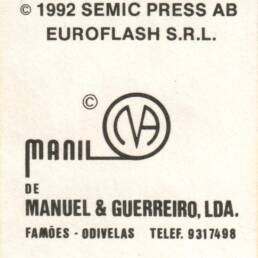 © 1992 SEMIC PRESS AB
EUROFLASH S.R.L.
©
MANIL
DE
MANUEL & GUERREIRO, LDA.
FAMÕES - ODIVELAS TELEF. 9317498